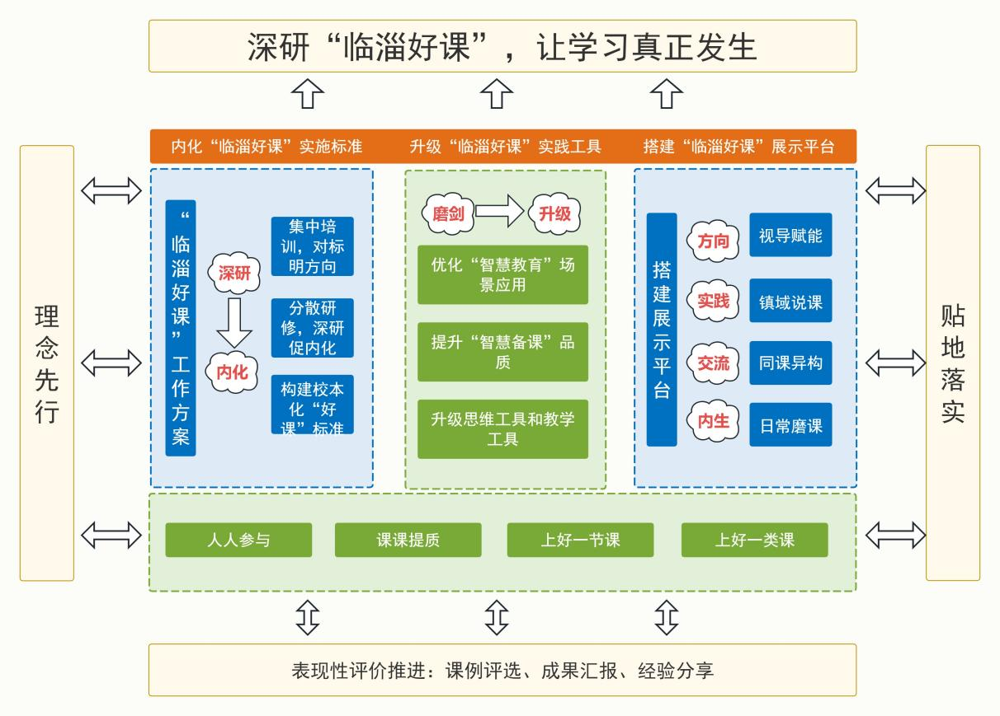 深研“临淄好课”，让学习真正发生
内化“临淄好课”实施标准
升级“临淄好课”实践工具
搭建“临淄好课”展示平台
理念先行
“临淄好课”工作方案
深研
内化
集中培
训，对标
明方向
分散研
修，深研
促内化
构建校本
化“好
课”标准
磨剑
升级
优化“智慧教育”场
景应用
提升“智慧备课”品
质
升级思维工具和教学
工具
搭建展示平台
方向
视导赋能
实践
镇域说课
交流
同课异构
内生
日常磨课
贴地落实
人人参与
课课提质
上好一节课
上好一类课
表现性评价推进：课例评选、成果汇报、经验分享